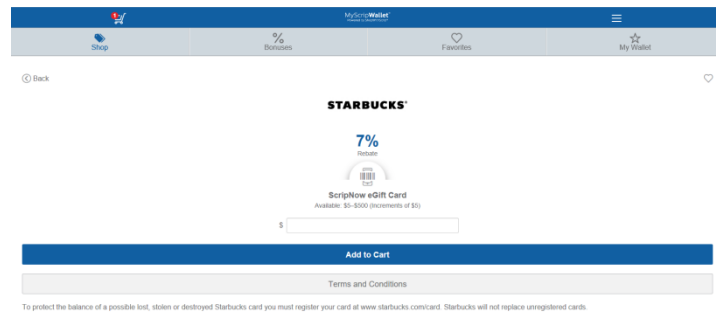 MyScripWallet
Shop
Bonuses
Favorites
My Wallet
Back
STARBUCKS®
7%
Rebate
ScripNow eGift Card
Available: $5-$500 (Increments of $5)
$
Add to Cart
Terms and Conditions
To protect the balance of a possible lost, stolen or destroyed Starbucks card you must register your card at www.starbucks.com/card. Starbucks will not replace unregistered cards.